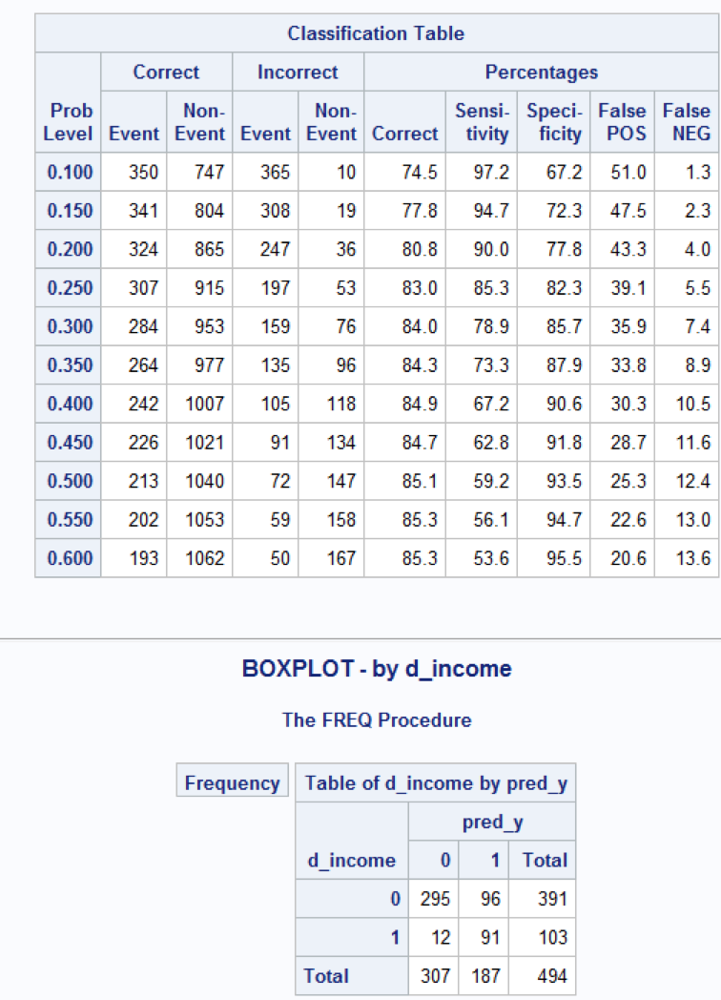 Classification Table
Correct Incorrect Percentages
Prob Level Event Non-Event Event Non-Event Correct Sensi-tivity Speci-ficity False POS False NEG
0.100 350 747 365 10 74.5 97.2 67.2 51.0 1.3
0.150 341 804 308 19 77.8 94.7 72.3 47.5 2.3
0.200 324 865 247 36 80.8 90.0 77.8 43.3 4.0
0.250 307 915 197 53 83.0 85.3 82.3 39.1 5.5
0.300 284 953 159 76 84.0 78.9 85.7 35.9 7.4
0.350 264 977 135 96 84.3 73.3 87.9 33.8 8.9
0.400 242 1007 105 118 84.9 67.2 90.6 30.3 10.5
0.450 226 1021 91 134 84.7 62.8 91.8 28.7 11.6
0.500 213 1040 72 147 85.1 59.2 93.5 25.3 12.4
0.550 202 1053 59 158 85.3 56.1 94.7 22.6 13.0
0.600 193 1062 50 167 85.3 53.6 95.5 20.6 13.6
BOXPLOT - by d_income
The FREQ Procedure
Frequency Table of d_income by pred_y
pred_y
d_income 0 1 Total
0 295 96 391
1 12 91 103
Total 307 187 494